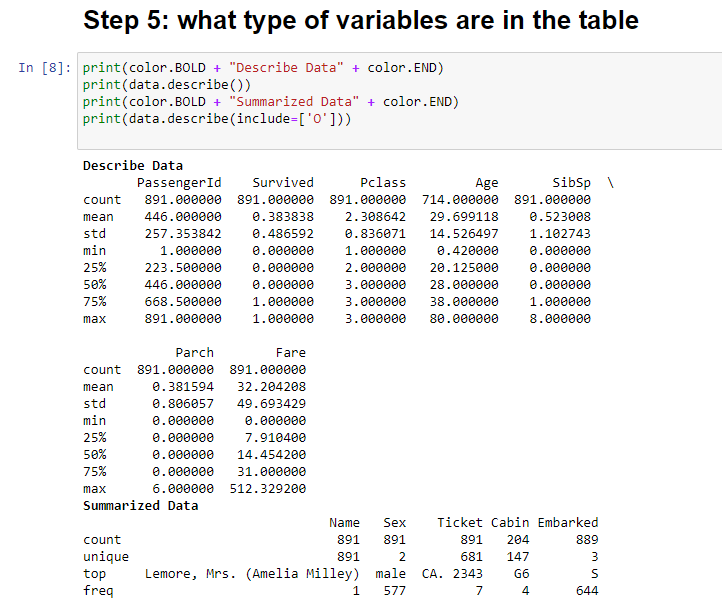 Step 5: what type of variables are in the table
In [8]: print(color.BOLD + "Describe Data" + color.END)
print(data.describe())
print(color.BOLD + "Summarized Data" + color.END)
print(data.describe(include=['O']))
Describe Data
PassengerId Survived Pclass Age SibSp \
count 891.000000 891.000000 891.000000 714.000000 891.000000
mean 446.000000 0.383838 2.308642 29.699118 0.523008
std 257.353842 0.486592 0.836071 14.526497 1.102743
min 1.000000 0.000000 1.000000 0.420000 0.000000
25% 223.500000 0.000000 2.000000 20.125000 0.000000
50% 446.000000 0.000000 3.000000 28.000000 0.000000
75% 668.500000 1.000000 3.000000 38.000000 1.000000
max 891.000000 1.000000 3.000000 80.000000 8.000000
Parch Fare
count 891.000000 891.000000
mean 0.381594 32.204208
std 0.806057 49.693429
min 0.000000 0.000000
25% 0.000000 7.910400
50% 0.000000 14.454200
75% 0.000000 31.000000
max 6.000000 512.329200
Summarized Data
Name Sex Ticket Cabin Embarked
count 891 891 891 204 889
unique 891 2 681 147 3
top Lemore, Mrs. (Amelia Milley) male CA. 2343 G6 S
freq 1 577 7 4 644